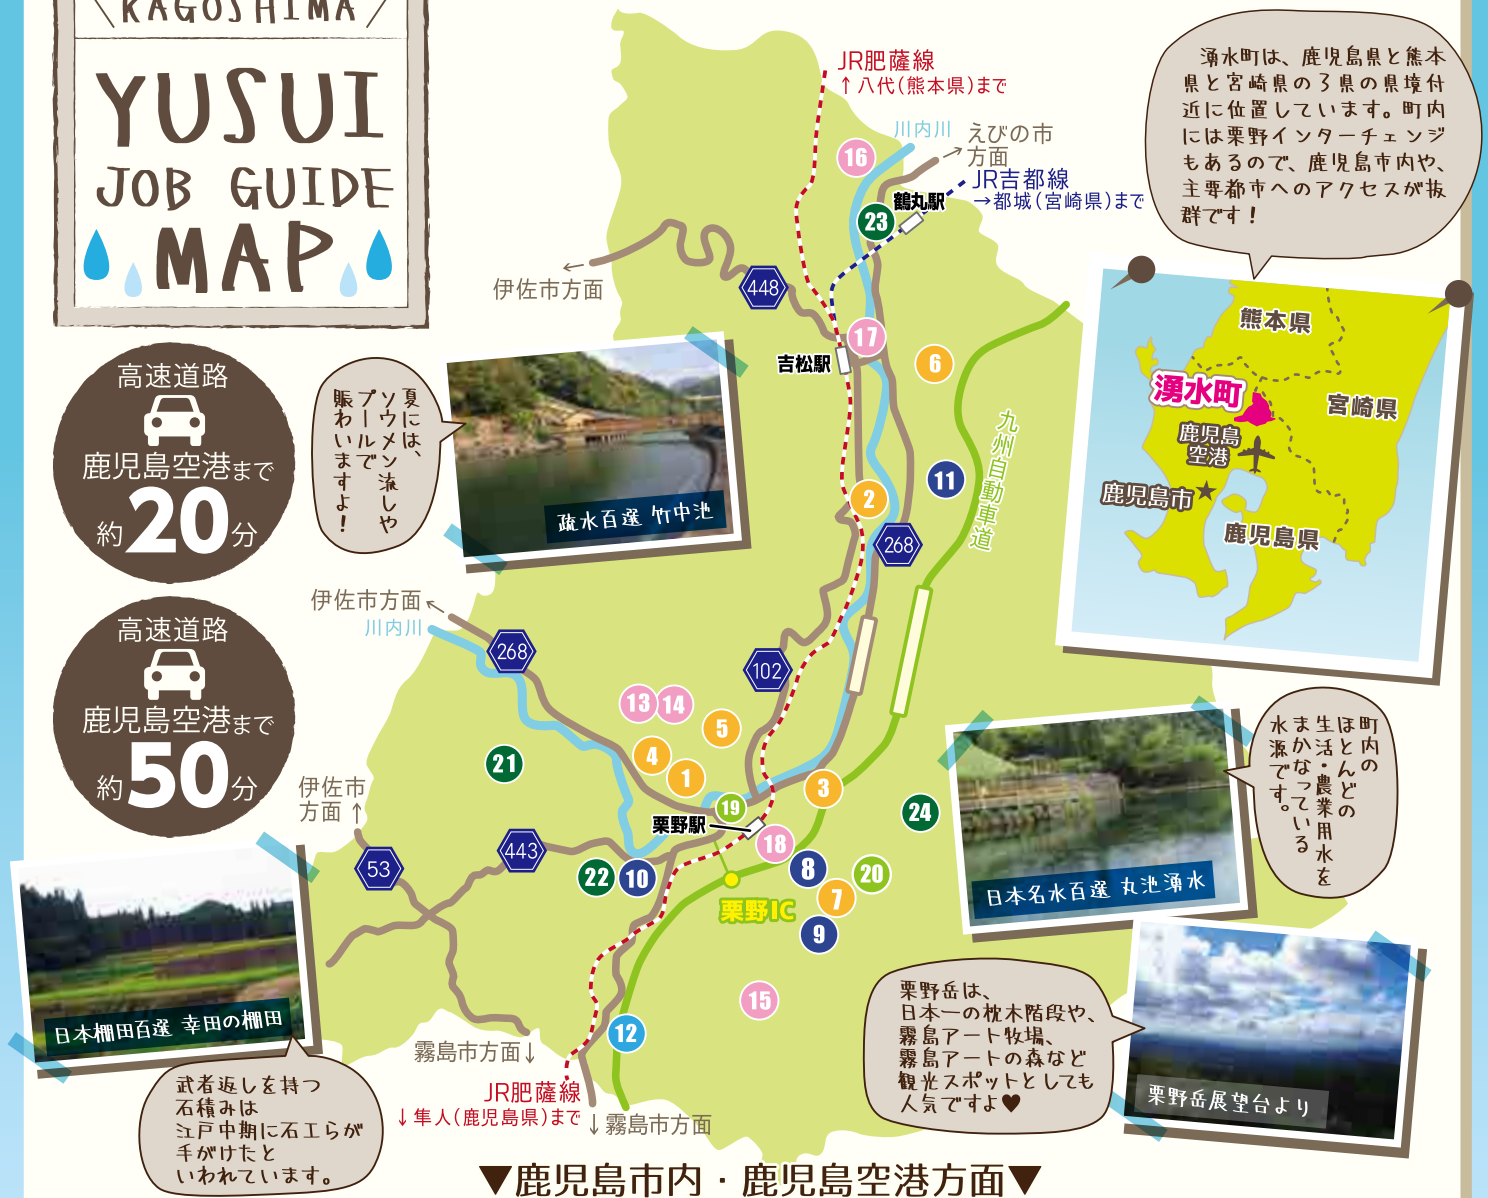 KAGOSHIMA
YUSUI
JOB GUIDE
MAP
高速道路
鹿児島空港まで
約20分
高速道路
鹿児島空港まで
約50分
JR肥薩線
↑八代(熊本県)まで
川内川
えびの市
方面
JR吉都線
→都城(宮崎県)まで
鶴丸駅
16
23
伊佐市方面
448
17
吉松駅
6
九州自動車道
11
2
268
湧水町は、鹿児島県と熊本
県と宮崎県の3県の県境付
近に位置しています。町内
には栗野インターチェンジ
もあるので、鹿児島市内や、
主要都市へのアクセスが抜
群です!
熊本県
湧水町
宮崎県
鹿児島
空港
鹿児島市
鹿児島県
夏には、
ソウメン流しや
プールで
賑わいますよ!
疏水百選 竹中池
伊佐市方面
川内川
268
102
13
14
5
4
1
21
3
19
栗野駅
18
24
伊佐市
方面↑
53
443
22
10
8
20
7
栗野IC
9
15
12
町内の
ほとんどの
生活・農業用水を
まかなっている
水源です。
日本名水百選 丸池湧水
日本棚田百選 幸田の棚田
武者返しを持つ
石積みは
江戸中期に石工らが
手がけたと
いわれています。
霧島市方面↓
JR肥薩線
↓隼人(鹿児島県)まで
↓霧島市方面
栗野岳は、
日本一の枕木階段や、
霧島アート牧場、
霧島アートの森など
観光スポットとしても
人気ですよ♥
栗野岳展望台より
▼鹿児島市内・鹿児島空港方面▼